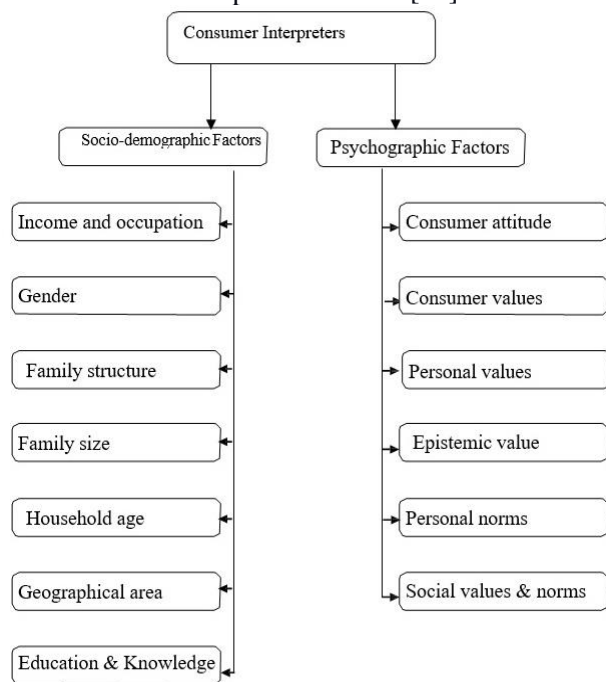 Consumer Interpreters
Socio-demographic Factors
Psychographic Factors
Income and occupation
Gender
Family structure
Family size
Household age
Geographical area
Education & Knowledge
Consumer attitude
Consumer values
Personal values
Epistemic value
Personal norms
Social values & norms